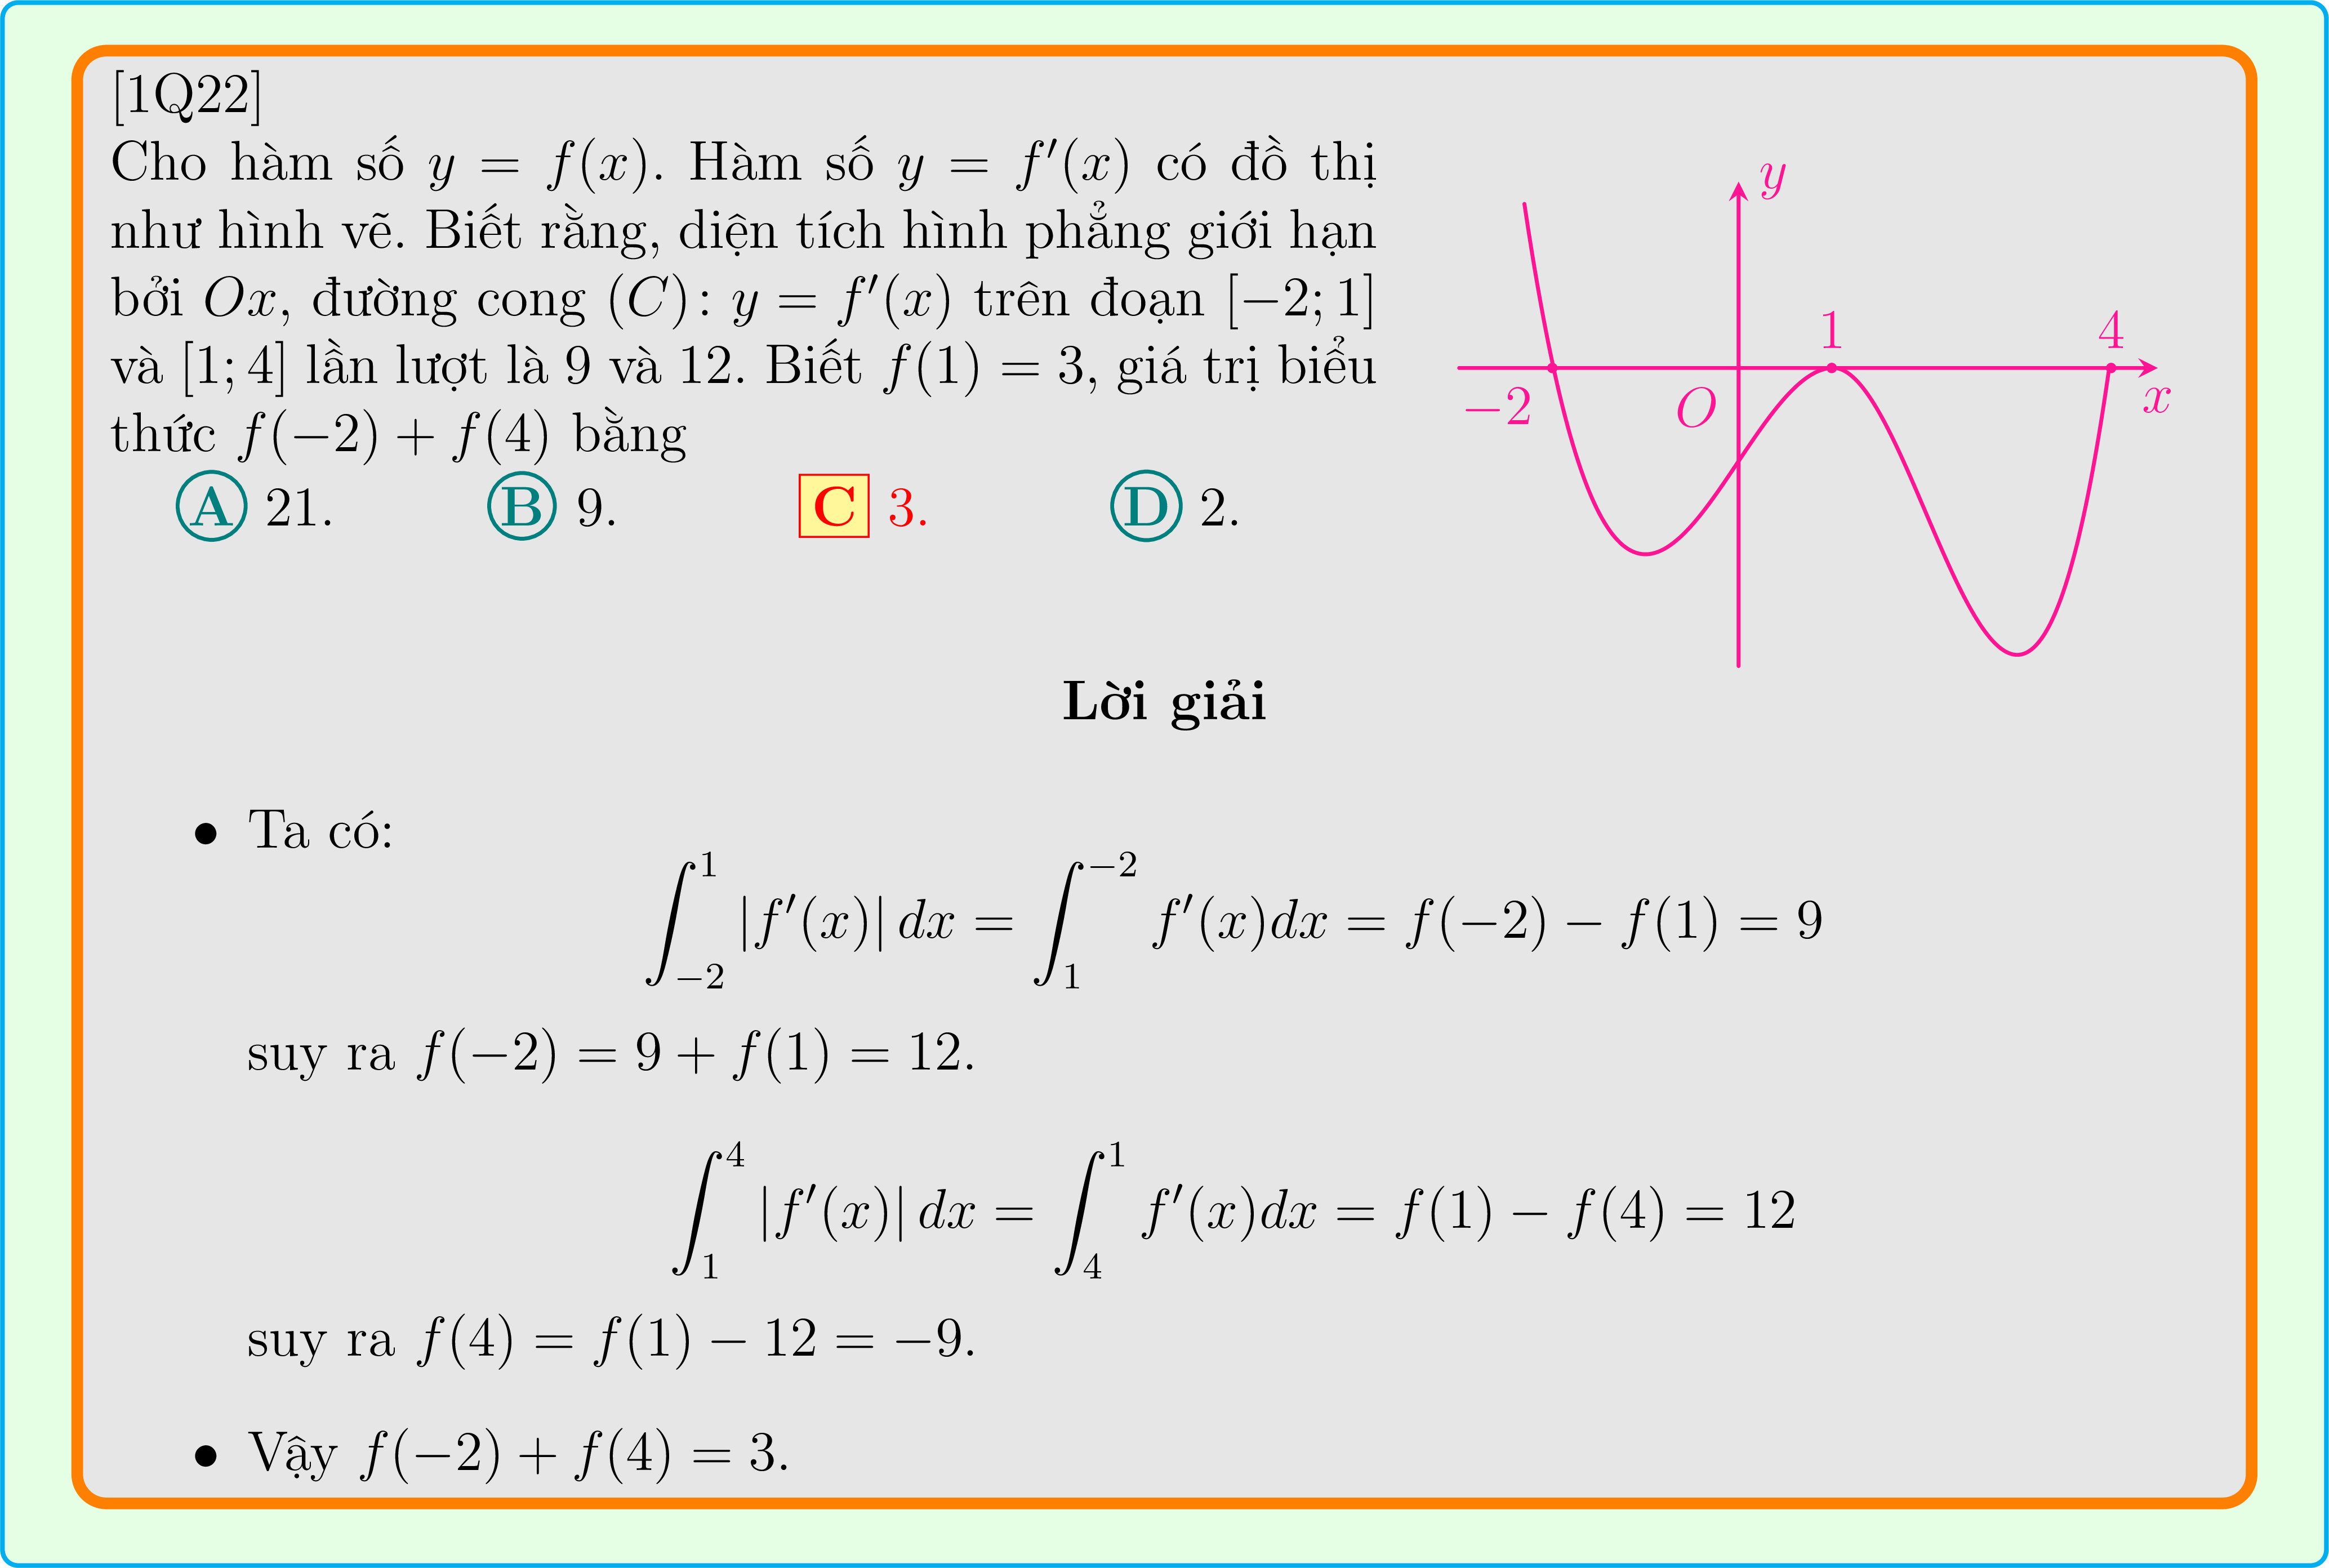 [1Q22]
Cho hàm số y = f(x). Hàm số y = f′(x) có đồ thị
như hình vẽ. Biết rằng, diện tích hình phẳng giới hạn
bởi Ox, đường cong (C): y = f′(x) trên đoạn [−2; 1]
và [1; 4] lần lượt là 9 và 12. Biết f(1) = 3, giá trị biểu
thức f(−2) + f(4) bằng
A 21. B 9. C 3. D 2.
y
1 4
−2 O x
Lời giải
• Ta có:
∫_{−2}^{1} |f′(x)| dx = ∫_{1}^{−2} f′(x)dx = f(−2) − f(1) = 9
suy ra f(−2) = 9 + f(1) = 12.
∫_{1}^{4} |f′(x)| dx = ∫_{4}^{1} f′(x)dx = f(1) − f(4) = 12
suy ra f(4) = f(1) − 12 = −9.
• Vậy f(−2) + f(4) = 3.